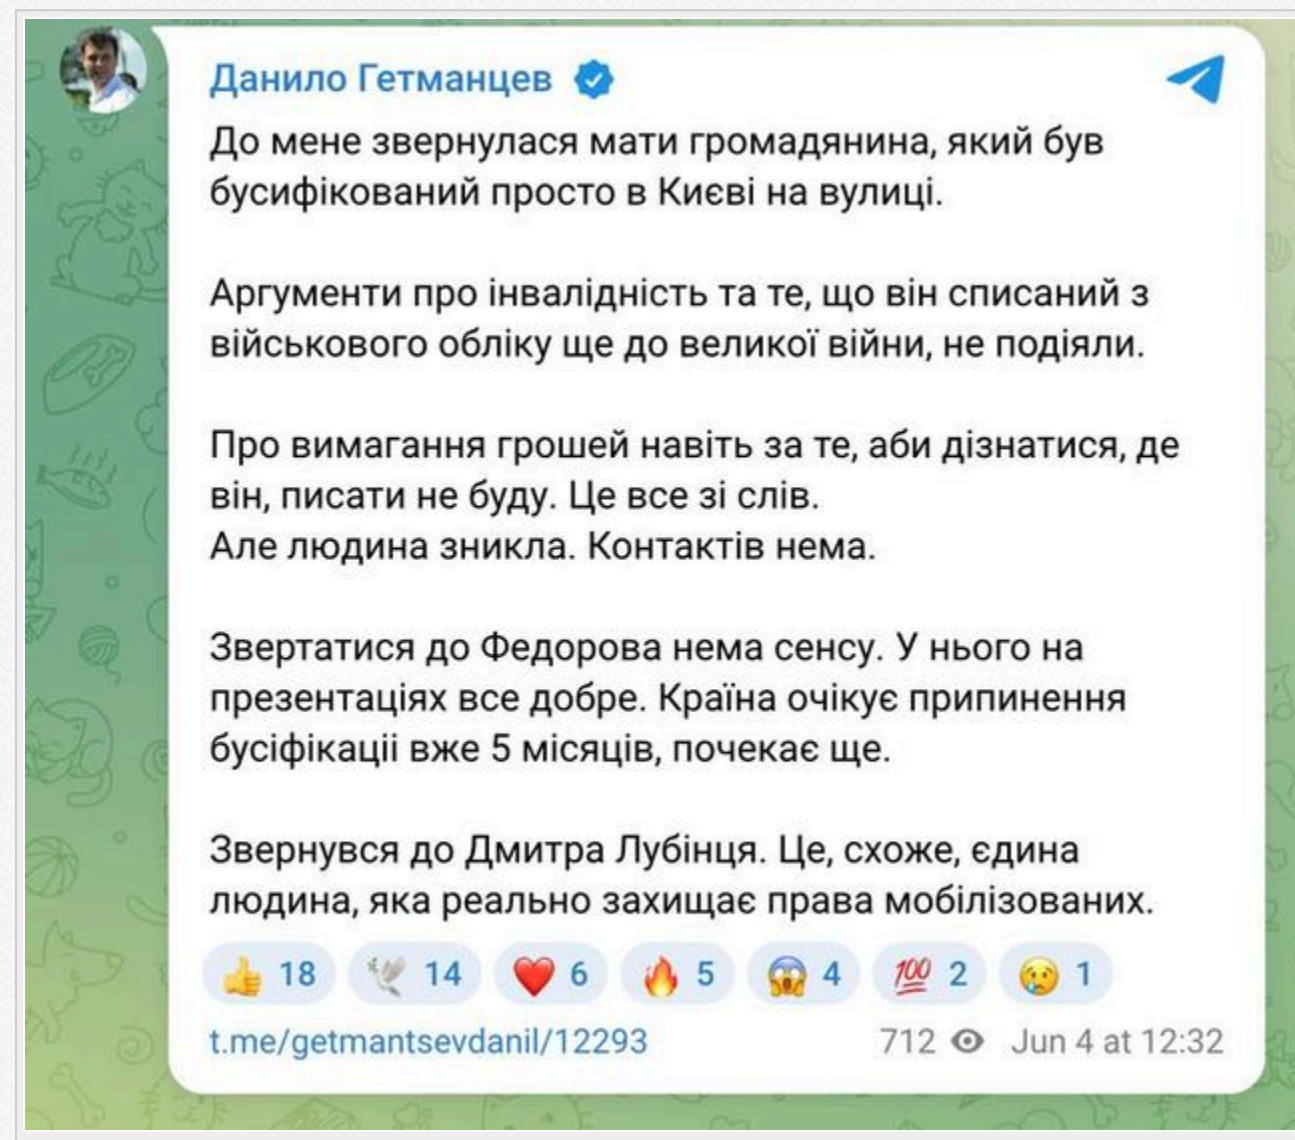 Данило Гетманцев
До мене звернулася мати громадянина, який був
бусифікований просто в Києві на вулиці.
Аргументи про інвалідність та те, що він списаний з
військового обліку ще до великої війни, не подіяли.
Про вимагання грошей навіть за те, аби дізнатися, де
він, писати не буду. Це все зі слів.
Але людина зникла. Контактів нема.
Звертатися до Федорова нема сенсу. У нього на
презентаціях все добре. Країна очікує припинення
бусіфікаціі вже 5 місяців, почекає ще.
Звернувся до Дмитра Лубінця. Це, схоже, єдина
людина, яка реально захищає права мобілізованих.
👍 18 🕊 14 ❤️ 6 🔥 5 😱 4 💯 2 😢 1
t.me/getmantsevdanil/12293 712 Jun 4 at 12:32